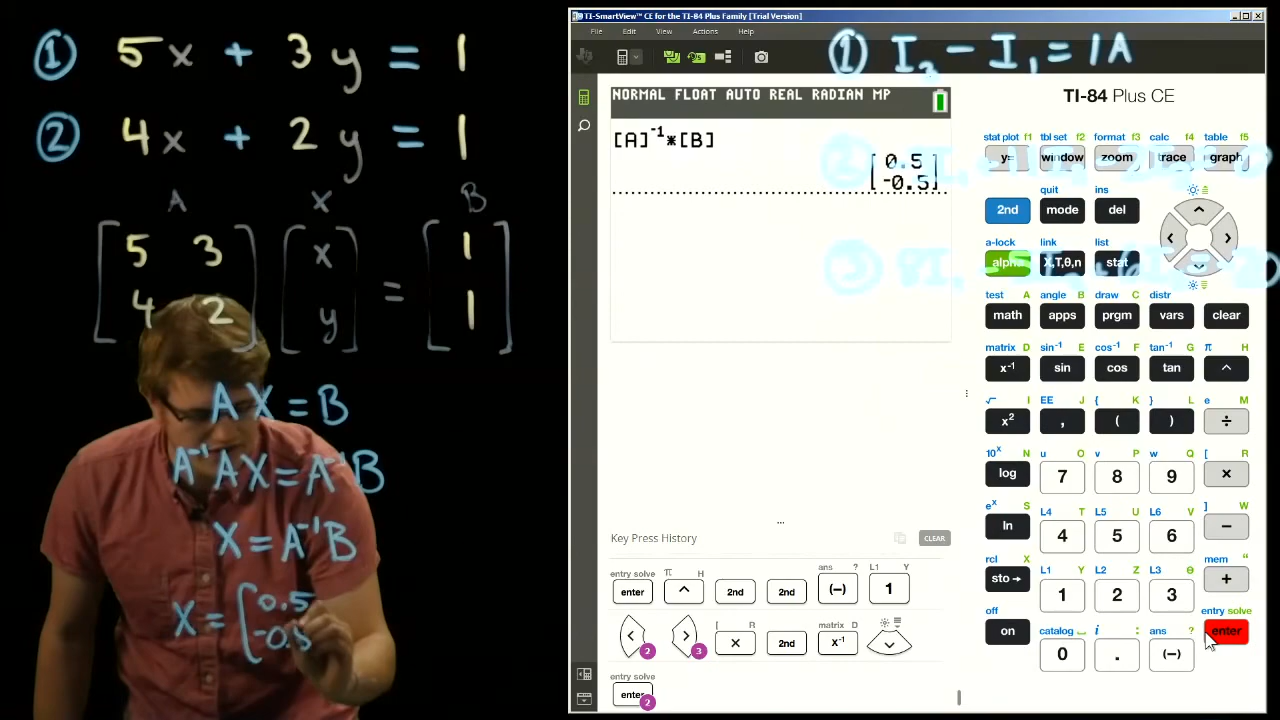 ① 5x + 3y = 1
② 4x + 2y = 1
A X B
5 3 x = 1
4 2 y 1
AX = B
A⁻¹AX = A⁻¹B
X = A⁻¹B
X = [0.5
-0.5
TI-SmartView™ CE for the TI-84 Plus Family [Trial Version]
File Edit View Actions Help
① I₃ − I₁ = 1A
②
③
NORMAL FLOAT AUTO REAL RADIAN MP
[A]⁻¹*[B]
0.5
-0.5
Key Press History
CLEAR
entry solve π H ans ? L1 Y
enter ^ 2nd 2nd (−) 1
[ R matrix D
2 3 × 2nd x⁻¹
entry solve
enter 2
TI-84 Plus CE
stat plot f1 tbl set f2 format f3 calc f4 table f5
y= window zoom trace graph
quit ins
2nd mode del
a-lock link list
alpha X,T,θ,n stat
test A angle B draw C distr
math apps prgm vars clear
matrix D sin⁻¹ E cos⁻¹ F tan⁻¹ G π H
x⁻¹ sin cos tan ^
√ I EE J { K } L e M
x² , ( ) ÷
10ˣ N u O v P w Q [ R
log 7 8 9 ×
eˣ S L4 T L5 U L6 V ] W
ln 4 5 6 −
rcl X L1 Y L2 Z L3 θ mem “
sto→ 1 2 3 +
off catalog i : ans ? entry solve
on 0 . (−) enter